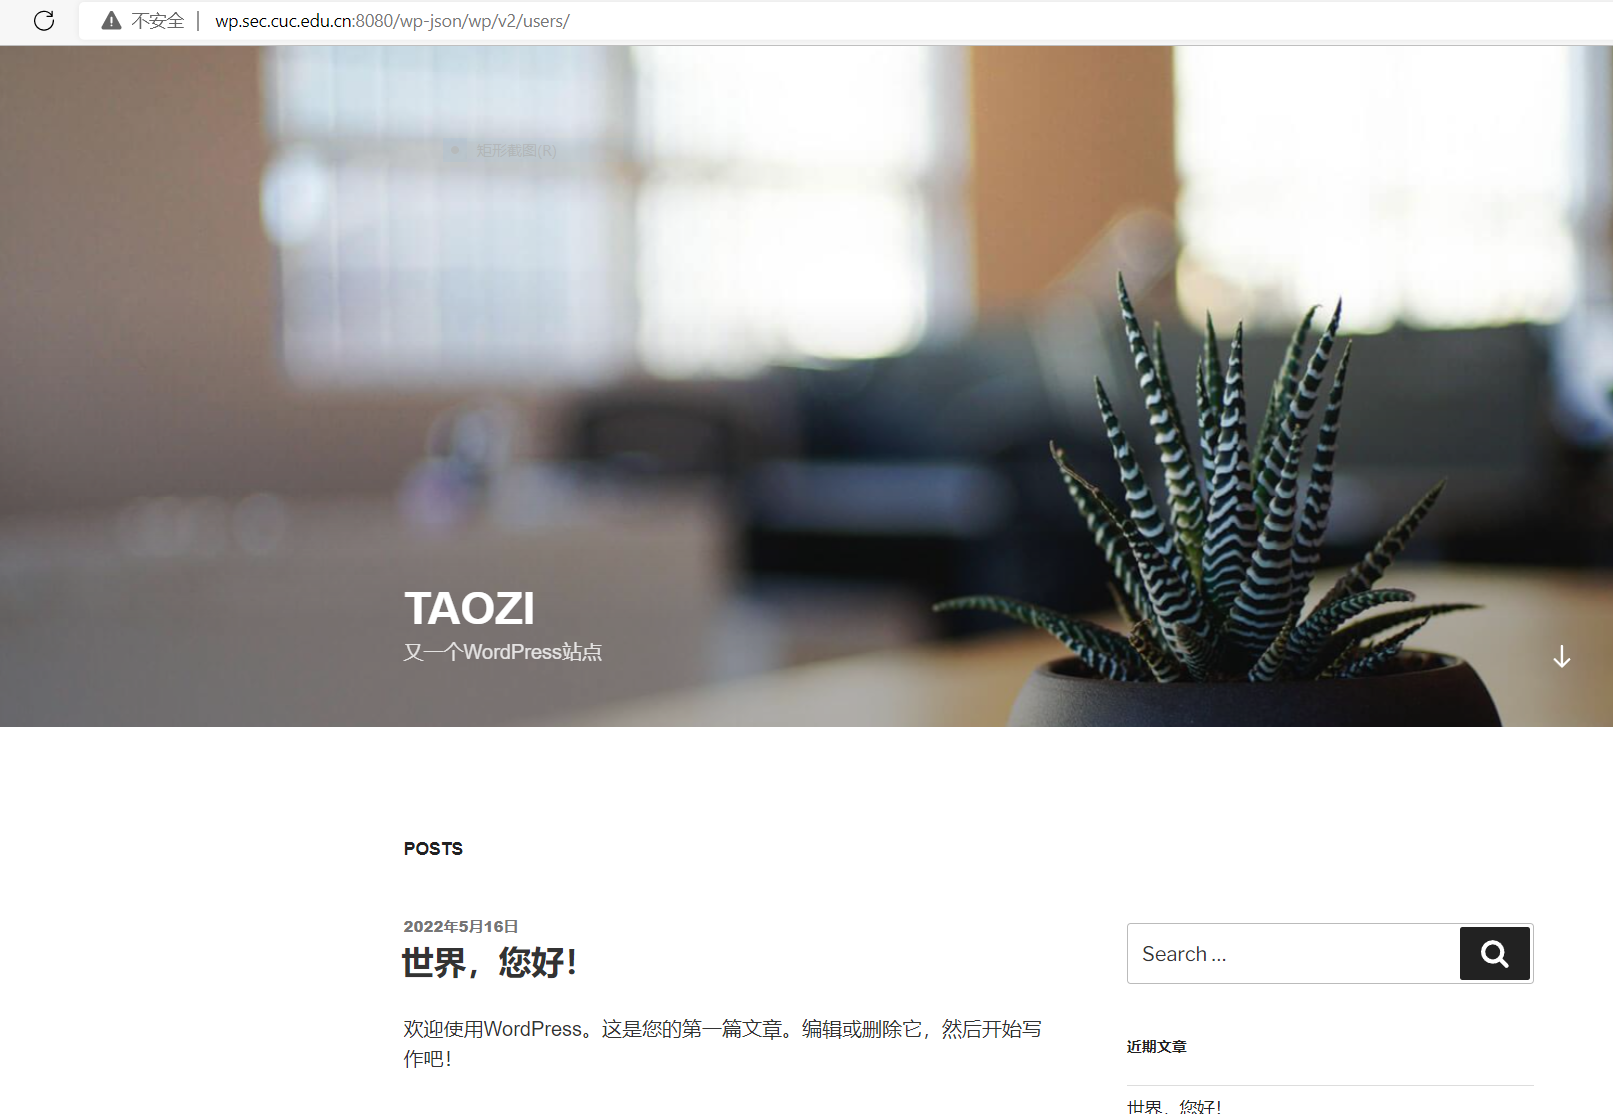 不安全 | wp.sec.cuc.edu.cn:8080/wp-json/wp/v2/users/
矩形截图(R)
TAOZI
又一个WordPress站点
POSTS
2022年5月16日
世界，您好！
欢迎使用WordPress。这是您的第一篇文章。编辑或删除它，然后开始写
作吧！
Search …
近期文章
世界，您好！